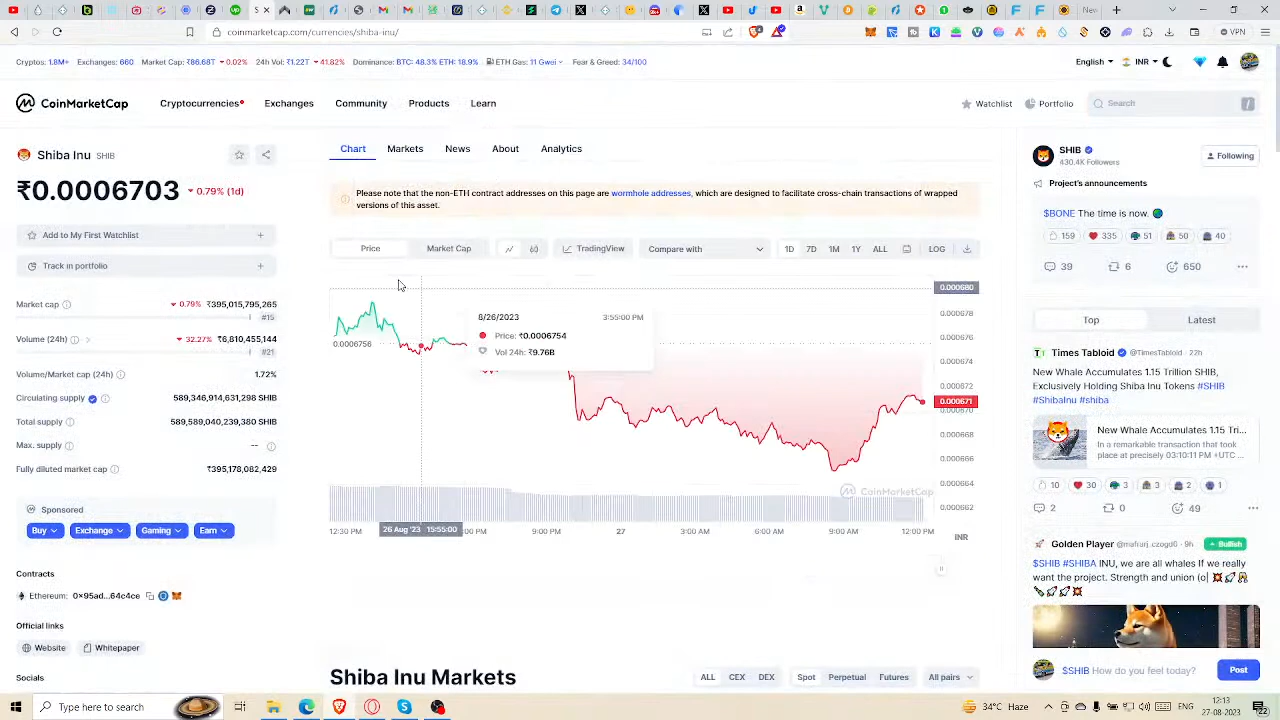 S
New
coinmarketcap.com/currencies/shiba-inu/
VPN
Cryptos: 1.8M+ Exchanges: 660 Market Cap: ₹86.68T 0.02% 24h Vol: ₹1.22T 41.82% Dominance: BTC: 48.3% ETH: 18.9% ETH Gas: 11 Gwei Fear & Greed: 34/100
English INR
CoinMarketCap
Cryptocurrencies Exchanges Community Products Learn
Watchlist Portfolio Search /
Shiba Inu SHIB
₹0.0006703 0.79% (1d)
Add to My First Watchlist
Track in portfolio
Market cap 0.79% ₹395,015,795,265
#15
Volume (24h) 32.27% ₹6,810,455,144
#21
Volume/Market cap (24h) 1.72%
Circulating supply 589,346,914,631,298 SHIB
Total supply 589,589,040,239,380 SHIB
Max. supply --
Fully diluted market cap ₹395,178,082,429
Sponsored
Buy Exchange Gaming Earn
Contracts
Ethereum: 0x95ad...64c4ce
Official links
Website Whitepaper
Socials
Chart Markets News About Analytics
Please note that the non-ETH contract addresses on this page are wormhole addresses, which are designed to facilitate cross-chain transactions of wrapped
versions of this asset.
Price Market Cap TradingView Compare with 1D 7D 1M 1Y ALL LOG
0.000680
0.000678
0.000676
0.000674
0.000672
0.000671
0.000670
0.000668
0.000666
0.000664
0.000662
0.0006758
8/26/2023 3:55:00 PM
Price: ₹0.0006754
Vol 24h: ₹9.76B
CoinMarketCap
12:30 PM 26 Aug '23 15:55:00 :00 PM 9:00 PM 27 3:00 AM 6:00 AM 9:00 AM 12:00 PM
INR
Shiba Inu Markets
ALL CEX DEX Spot Perpetual Futures All pairs
SHIB
430.4K Followers
Following
Project's announcements
$BONE The time is now.
159 335 51 50 40
39 6 650
Top Latest
Times Tabloid @TimesTabloid · 22h
New Whale Accumulates 1.15 Trillion SHIB,
Exclusively Holding Shiba Inu Tokens #SHIB
#ShibaInu #shiba
New Whale Accumulates 1.15 Tri...
In a remarkable transaction that took
place at precisely 03:10:11 PM +UTC ...
10 30 3 3 2 1
2 0 49
Golden Player @mafiarj.czogd6 · 9h Bullish
$SHIB #SHIBA INU, we are all whales If we really
want the project. Strength and union (o|
$SHIB How do you feel today? Post
Type here to search
34°C Haze ENG 12:13
27-08-2023
22